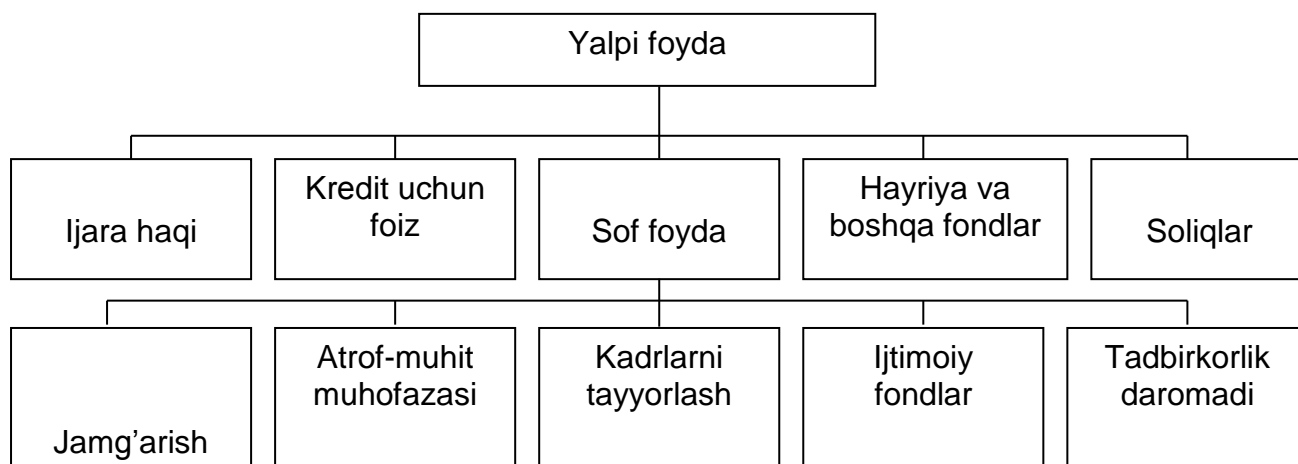 Yalpi foyda
Ijara haqi
Kredit uchun
foiz
Sof foyda
Hayriya va
boshqa fondlar
Soliqlar
Jamg’arish
Atrof-muhit
muhofazasi
Kadrlarni
tayyorlash
Ijtimoiy
fondlar
Tadbirkorlik
daromadi